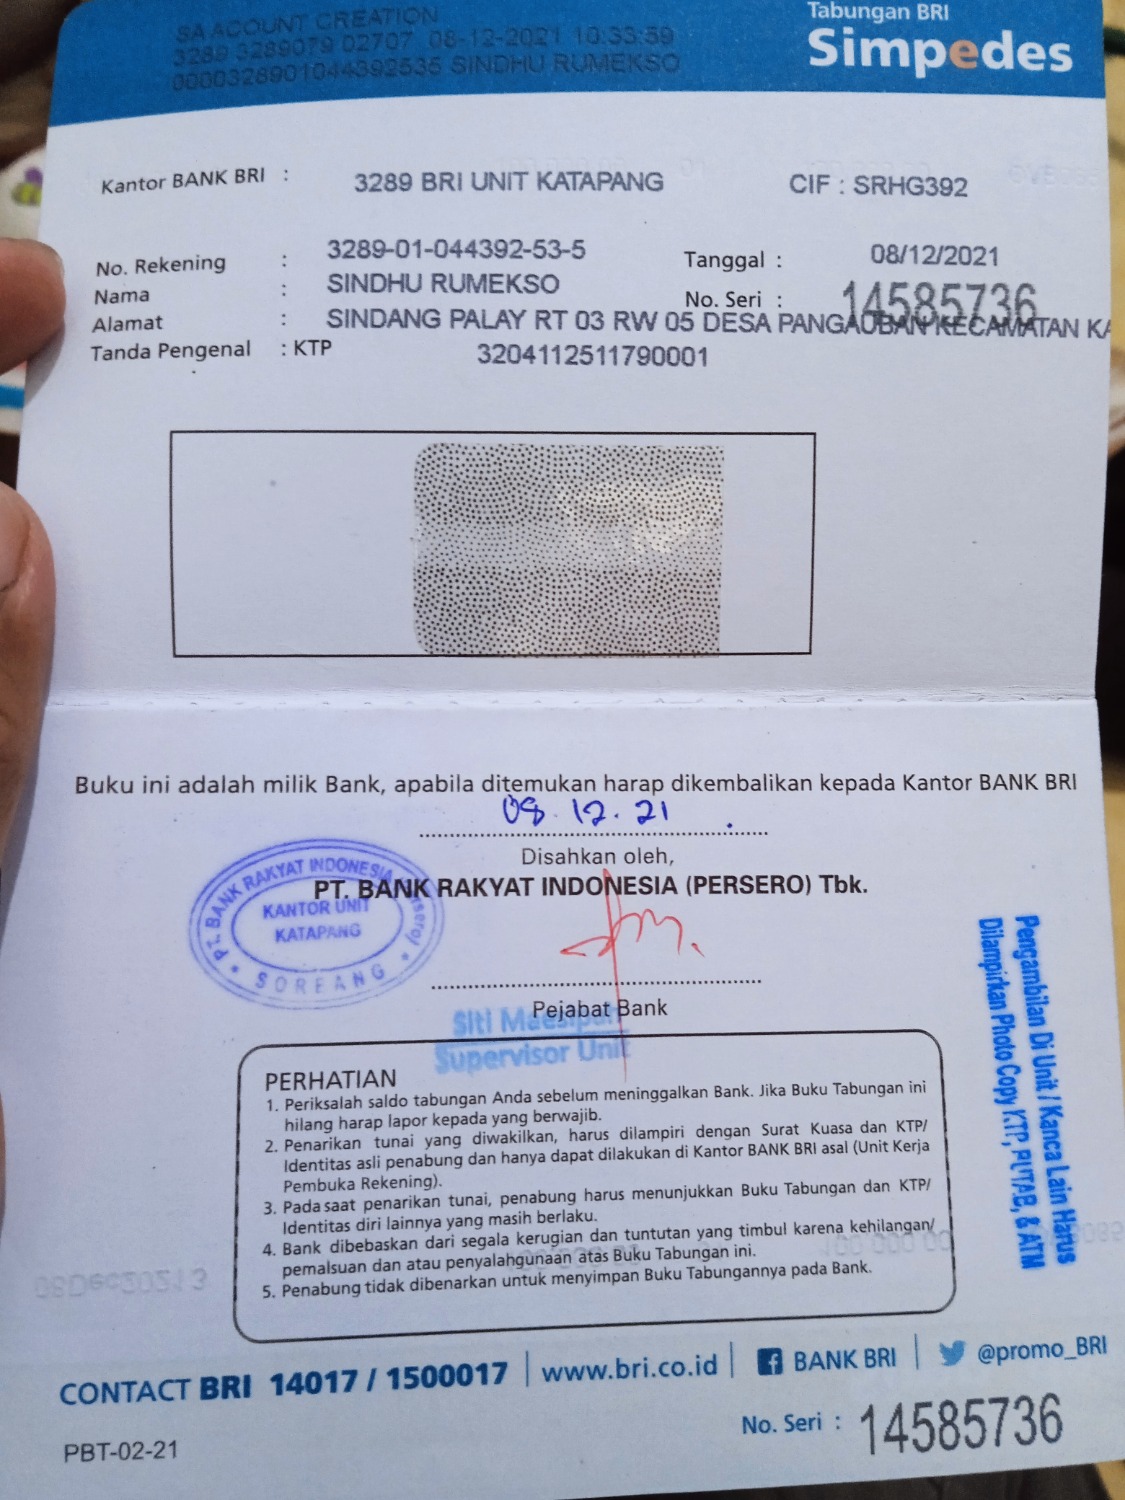 SA ACOUNT CREATION
3289 3289079 02707 08-12-2021 10:33:59
000032890104439253​5 SINDHU RUMEKSO
Tabungan BRI
Simpedes
Kantor BANK BRI : 3289 BRI UNIT KATAPANG CIF : SRHG392
No. Rekening : 3289-01-044392-53-5 Tanggal : 08/12/2021
Nama : SINDHU RUMEKSO No. Seri : 14585736
Alamat : SINDANG PALAY RT 03 RW 05 DESA PANGAUBAN KECAMATAN KA
Tanda Pengenal : KTP 3204112511790001
Buku ini adalah milik Bank, apabila ditemukan harap dikembalikan kepada Kantor BANK BRI
08.12.21
Disahkan oleh,
PT. BANK RAKYAT INDONESIA (PERSERO) Tbk.
PT. BANK RAKYAT INDONESIA (Persero)
KANTOR UNIT
KATAPANG
SOREANG
Pejabat Bank
Siti Maesipah
Supervisor Unit
Pengambilan Di Unit / Kanca Lain Harus
Dilampirkan Photo Copy KTP, BUTAB, & ATM
PERHATIAN
1. Periksalah saldo tabungan Anda sebelum meninggalkan Bank. Jika Buku Tabungan ini
hilang harap lapor kepada yang berwajib.
2. Penarikan tunai yang diwakilkan, harus dilampiri dengan Surat Kuasa dan KTP/
Identitas asli penabung dan hanya dapat dilakukan di Kantor BANK BRI asal (Unit Kerja
Pembuka Rekening).
3. Pada saat penarikan tunai, penabung harus menunjukkan Buku Tabungan dan KTP/
Identitas diri lainnya yang masih berlaku.
4. Bank dibebaskan dari segala kerugian dan tuntutan yang timbul karena kehilangan/
pemalsuan dan atau penyalahgunaan atas Buku Tabungan ini.
5. Penabung tidak dibenarkan untuk menyimpan Buku Tabungannya pada Bank.
CONTACT BRI 14017 / 1500017 | www.bri.co.id | BANK BRI | @promo_BRI
No. Seri : 14585736
PBT-02-21